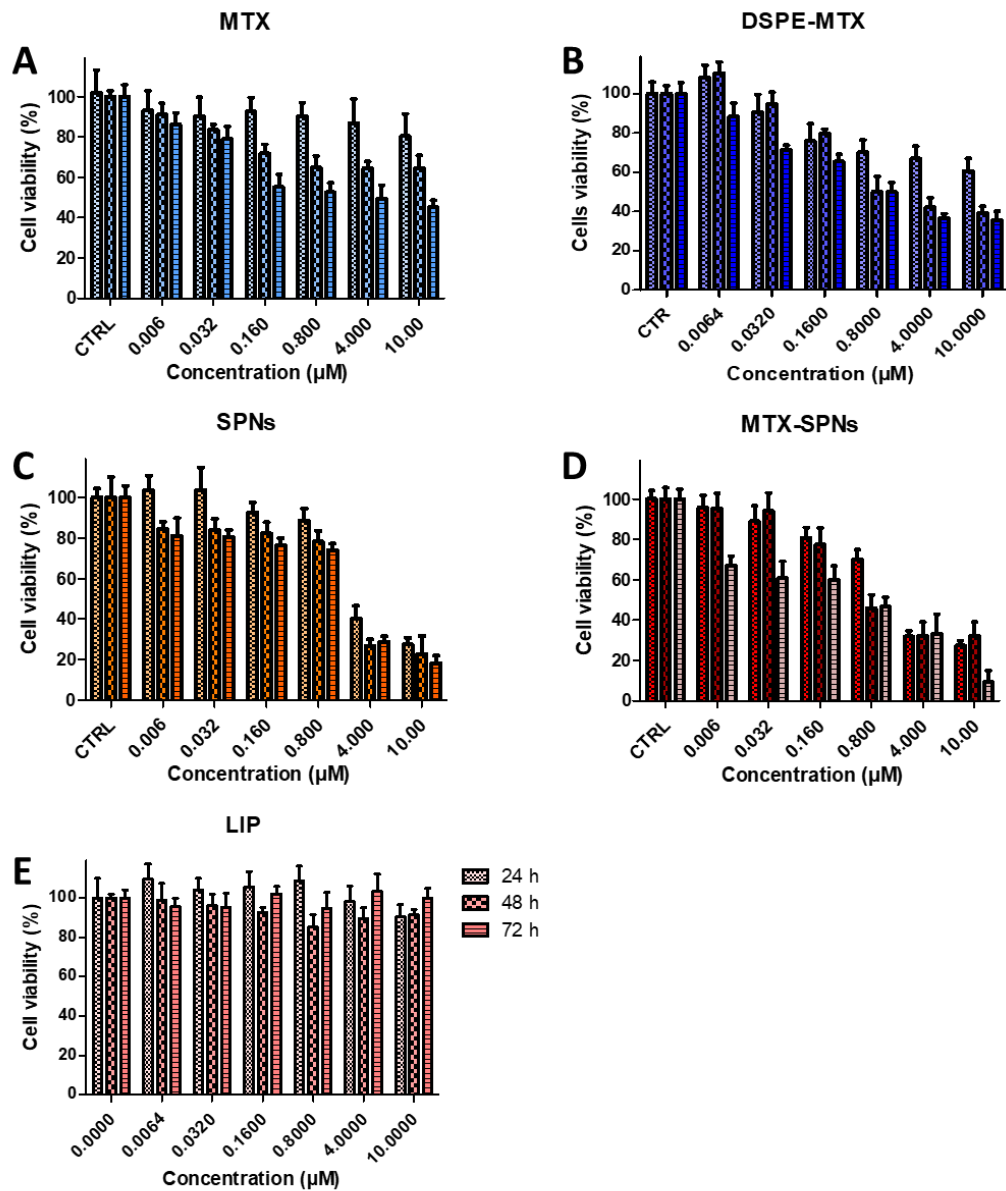 MTX
A
Cell viability (%)
100
80
60
40
20
0
CTRL 0.006 0.032 0.160 0.800 4.000 10.00
Concentration (µM)
DSPE-MTX
B
Cells viability (%)
100
80
60
40
20
0
CTR 0.0064 0.0320 0.1600 0.8000 4.0000 10.0000
Concentration (µM)
SPNs
C
Cell viability (%)
100
80
60
40
20
0
CTRL 0.006 0.032 0.160 0.800 4.000 10.00
Concentration (µM)
MTX-SPNs
D
Cell viability (%)
100
80
60
40
20
0
CTRL 0.006 0.032 0.160 0.800 4.000 10.00
Concentration (µM)
LIP
E
Cell viability (%)
100
80
60
40
20
0
0.0000 0.0064 0.0320 0.1600 0.8000 4.0000 10.0000
Concentration (µM)
24 h
48 h
72 h